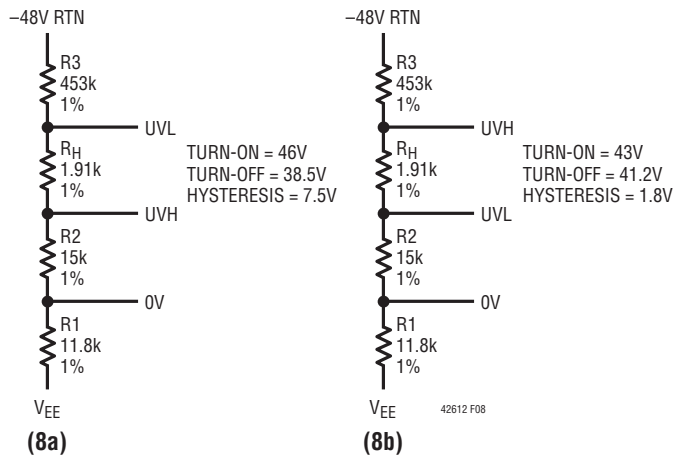 –48V RTN
R3
453k
1%
UVL
RH
1.91k
1%
TURN-ON = 46V
TURN-OFF = 38.5V
HYSTERESIS = 7.5V
UVH
R2
15k
1%
0V
R1
11.8k
1%
VEE
(8a)
–48V RTN
R3
453k
1%
UVH
RH
1.91k
1%
TURN-ON = 43V
TURN-OFF = 41.2V
HYSTERESIS = 1.8V
UVL
R2
15k
1%
0V
R1
11.8k
1%
VEE
42612 F08
(8b)